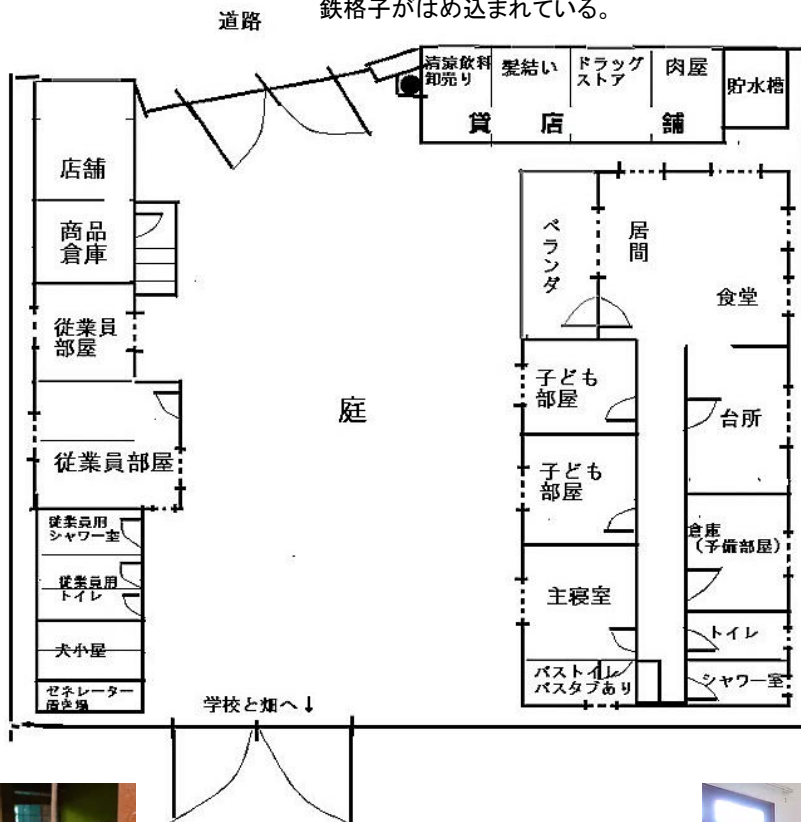 鉄格子がはめ込まれている。
道路
清涼飲料
卸売り
髪結い
ドラッグ
ストア
肉屋
貯水槽
貸店舗
店舗
商品
倉庫
従業員
部屋
従業員部屋
従業員用
シャワー室
従業員用
トイレ
犬小屋
ゼネレーター
置き場
庭
学校と畑へ↓
ベランダ
居間
食堂
子ども
部屋
子ども
部屋
主寝室
バストイレ
バスタブあり
台所
倉庫
(予備部屋)
トイレ
シャワー室